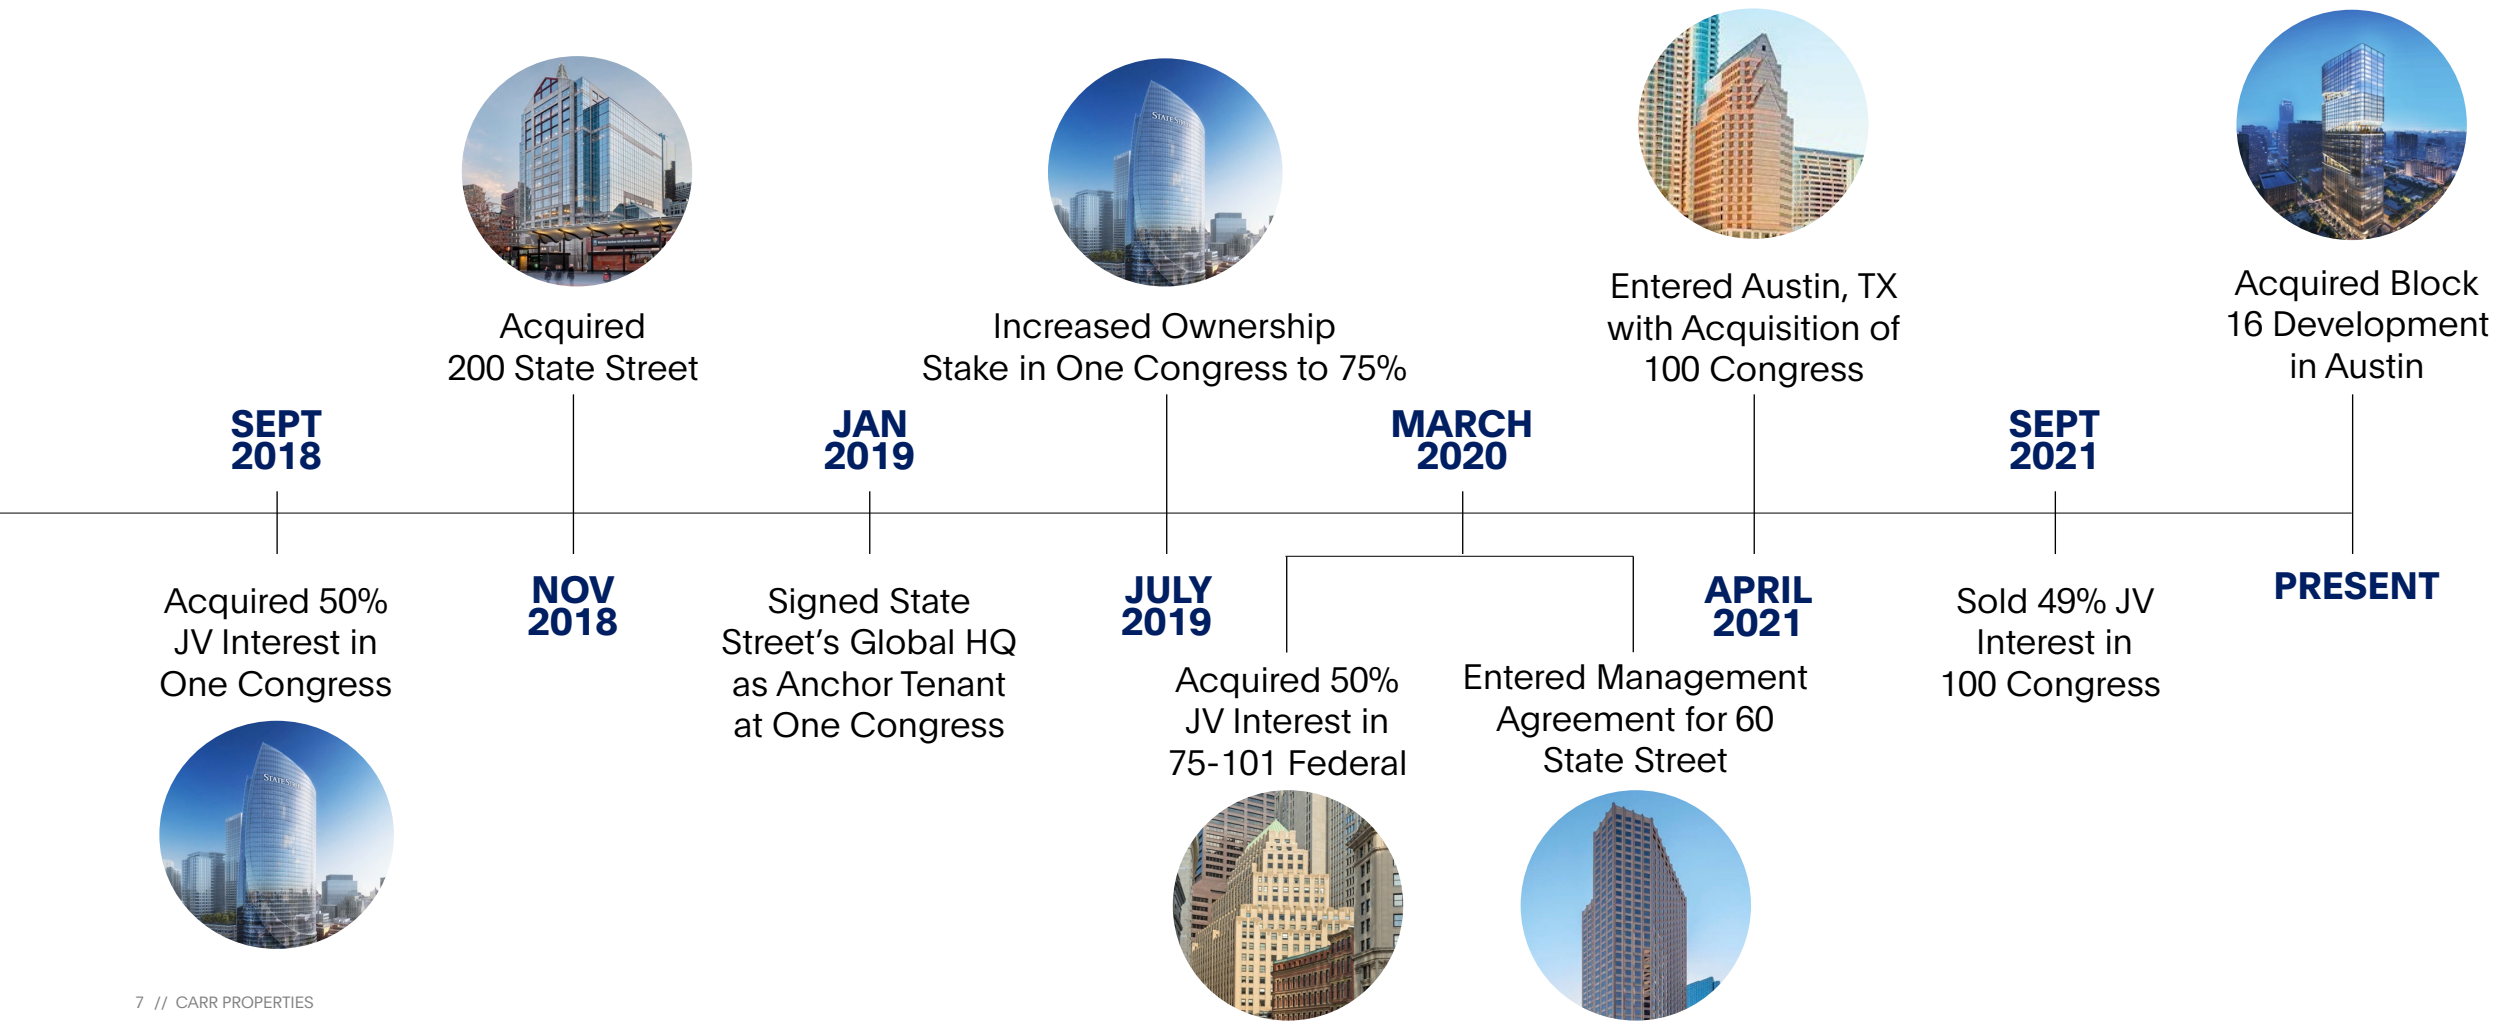 Acquired
200 State Street
Increased Ownership
Stake in One Congress to 75%
Entered Austin, TX
with Acquisition of
100 Congress
Acquired Block
16 Development
in Austin
SEPT
2018
JAN
2019
MARCH
2020
SEPT
2021
Acquired 50%
JV Interest in
One Congress
NOV
2018
Signed State
Street’s Global HQ
as Anchor Tenant
at One Congress
JULY
2019
Acquired 50%
JV Interest in
75-101 Federal
Entered Management
Agreement for 60
State Street
APRIL
2021
Sold 49% JV
Interest in
100 Congress
PRESENT
7 // CARR PROPERTIES